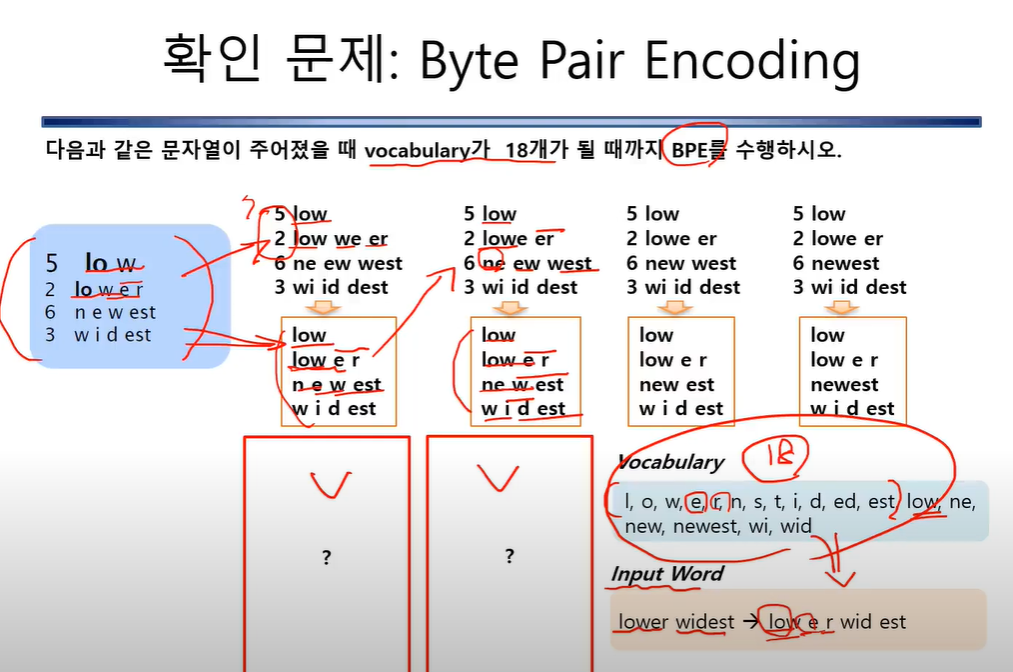 확인 문제: Byte Pair Encoding
다음과 같은 문자열이 주어졌을 때 vocabulary가 18개가 될 때까지 BPE를 수행하시오.
5 lo w
2 lo w e r
6 n e w est
3 w i d est
5 low
2 low we er
6 ne ew west
3 wi id dest
low
low e r
n e w est
w i d est
?
5 low
2 lowe er
6 ne ew west
3 wi id dest
low
low e r
ne w est
w i d est
?
5 low
2 lowe er
6 new west
3 wi id dest
low
low e r
new est
w i d est
5 low
2 lowe er
6 newest
3 wi id dest
low
low e r
newest
w i d est
Vocabulary
18
l, o, w, e, r, n, s, t, i, d, ed, est, low, ne,
new, newest, wi, wid
Input Word
lower widest → low e r wid est